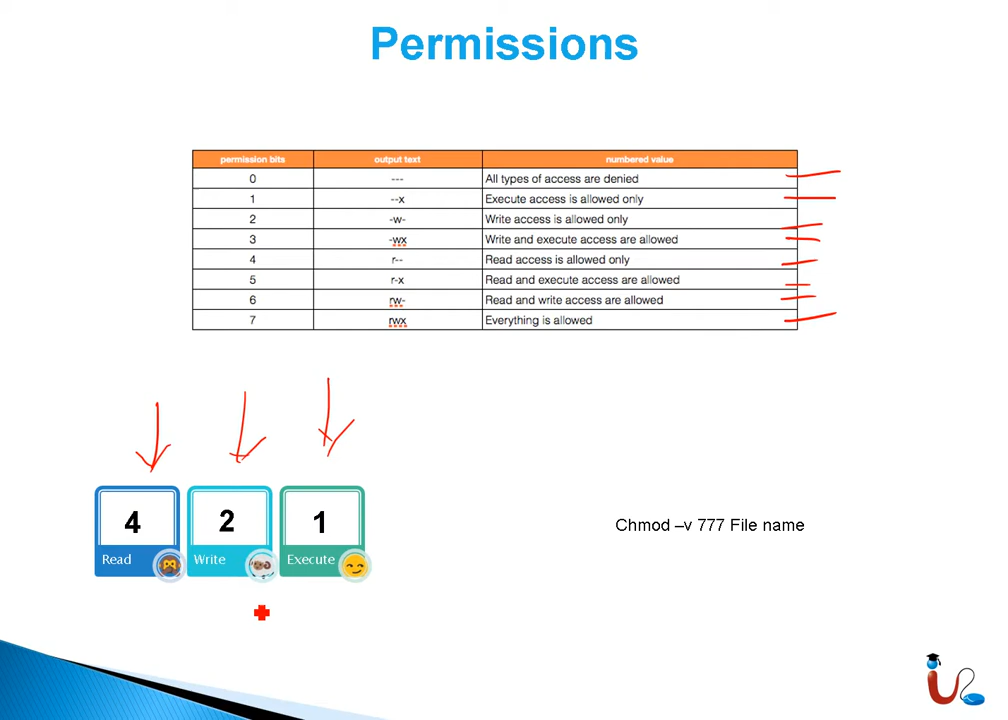 Permissions
permission bits output text numbered value
0 --- All types of access are denied
1 --x Execute access is allowed only
2 -w- Write access is allowed only
3 -wx Write and execute access are allowed
4 r-- Read access is allowed only
5 r-x Read and execute access are allowed
6 rw- Read and write access are allowed
7 rwx Everything is allowed
4 2 1
Read Write Execute
Chmod –v 777 File name